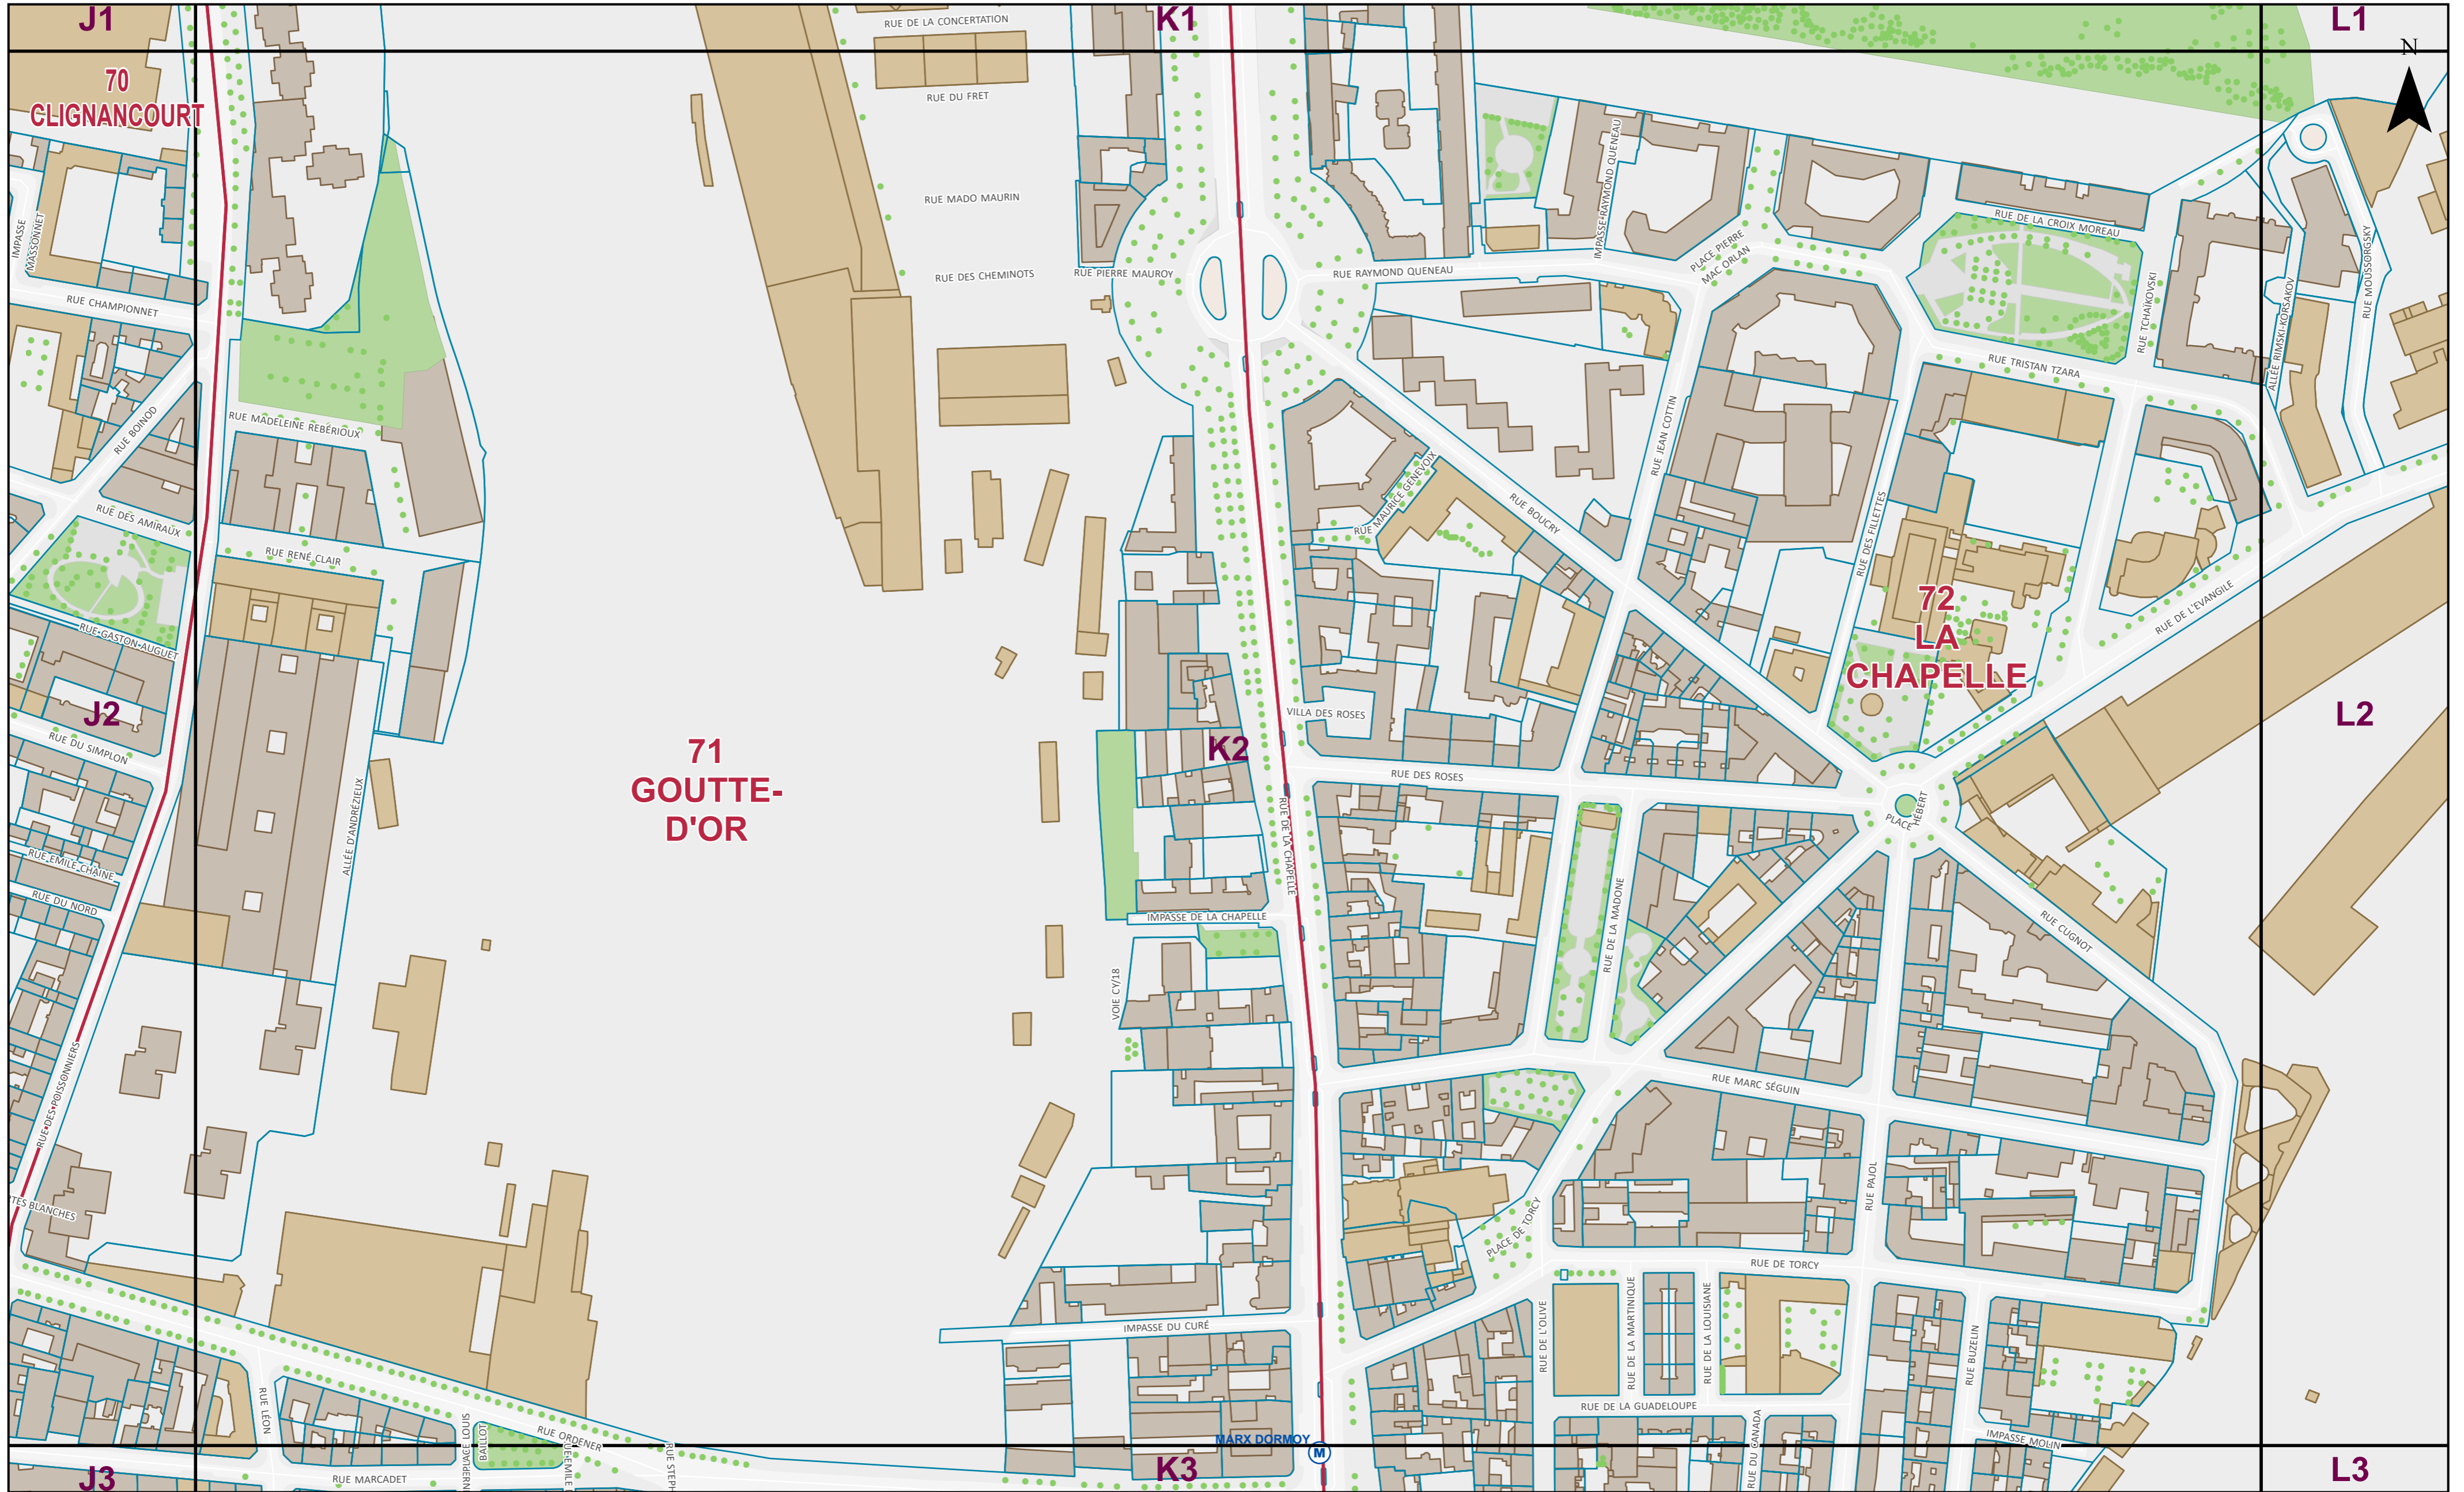 J1
K1
L1
RUE DE LA CONCERTATION
N
70
CLIGNANCOURT
RUE DU FRET
IMPASSE RAYMOND QUENEAU
RUE MADO MAURIN
IMPASSE
MASSONNET
RUE DE LA CROIX MOREAU
PLACE PIERRE
MAC ORLAN
RUE MOUSSORGSKY
RUE DES CHEMINOTS
RUE PIERRE MAUROY
RUE RAYMOND QUENEAU
RUE CHAMPIONNET
RUE TCHAÏKOVSKI
ALLÉE RIMSKI-KORSAKOV
RUE TRISTAN TZARA
RUE BOINOD
RUE MADELEINE REBÉRIOUX
RUE JEAN COTTIN
RUE MAURICE GENEVOIX
RUE BOUCRY
RUE DES AMIRAUX
RUE RENÉ CLAIR
RUE DES FILLETTES
72
LA
CHAPELLE
RUE DE L'EVANGILE
RUE GASTON AUGUET
J2
VILLA DES ROSES
L2
RUE DU SIMPLON
71
GOUTTE-
D'OR
K2
RUE DES ROSES
ALLÉE D'ANDRÉZIEUX
PLACE
HÉBERT
RUE DE LA CHAPELLE
RUE EMILE CHAINE
RUE DU NORD
RUE DE LA MADONE
IMPASSE DE LA CHAPELLE
RUE CUGNOT
VOIE CY/18
RUE DES POISSONNIERS
RUE MARC SÉGUIN
RUE PAJOL
TES BLANCHES
PLACE DE TORCY
RUE DE TORCY
IMPASSE DU CURÉ
RUE DE L'OLIVE
RUE DE LA MARTINIQUE
RUE DE LA LOUISIANE
RUE BUZELIN
RUE LÉON
RUE DE LA GUADELOUPE
PLACE LOUIS
BAILLOT
RUE ORDENER
MARX DORMOY
M
RUE DU CANADA
IMPASSE MOLIN
J3
RUE MARCADET
RUE STEPH
K3
L3